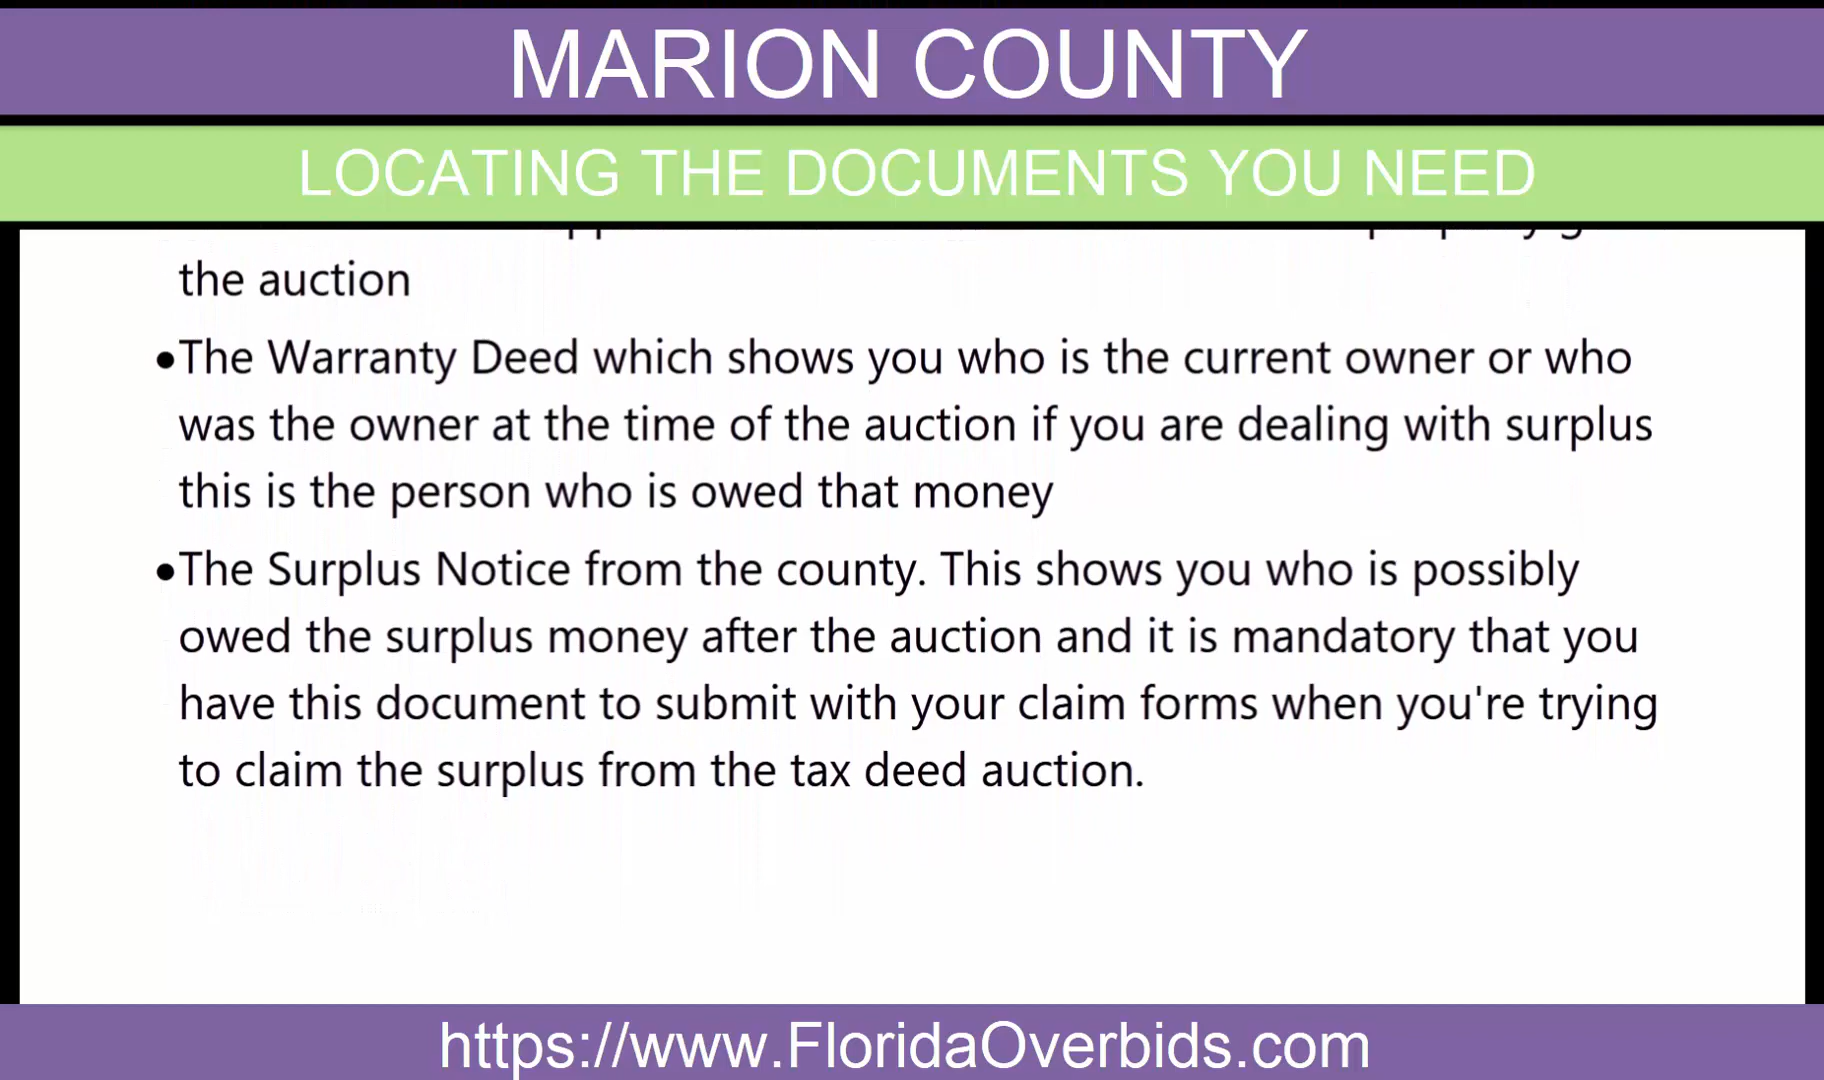 MARION COUNTY
LOCATING THE DOCUMENTS YOU NEED
the auction
•The Warranty Deed which shows you who is the current owner or who
was the owner at the time of the auction if you are dealing with surplus
this is the person who is owed that money
•The Surplus Notice from the county. This shows you who is possibly
owed the surplus money after the auction and it is mandatory that you
have this document to submit with your claim forms when you're trying
to claim the surplus from the tax deed auction.
https://www.FloridaOverbids.com